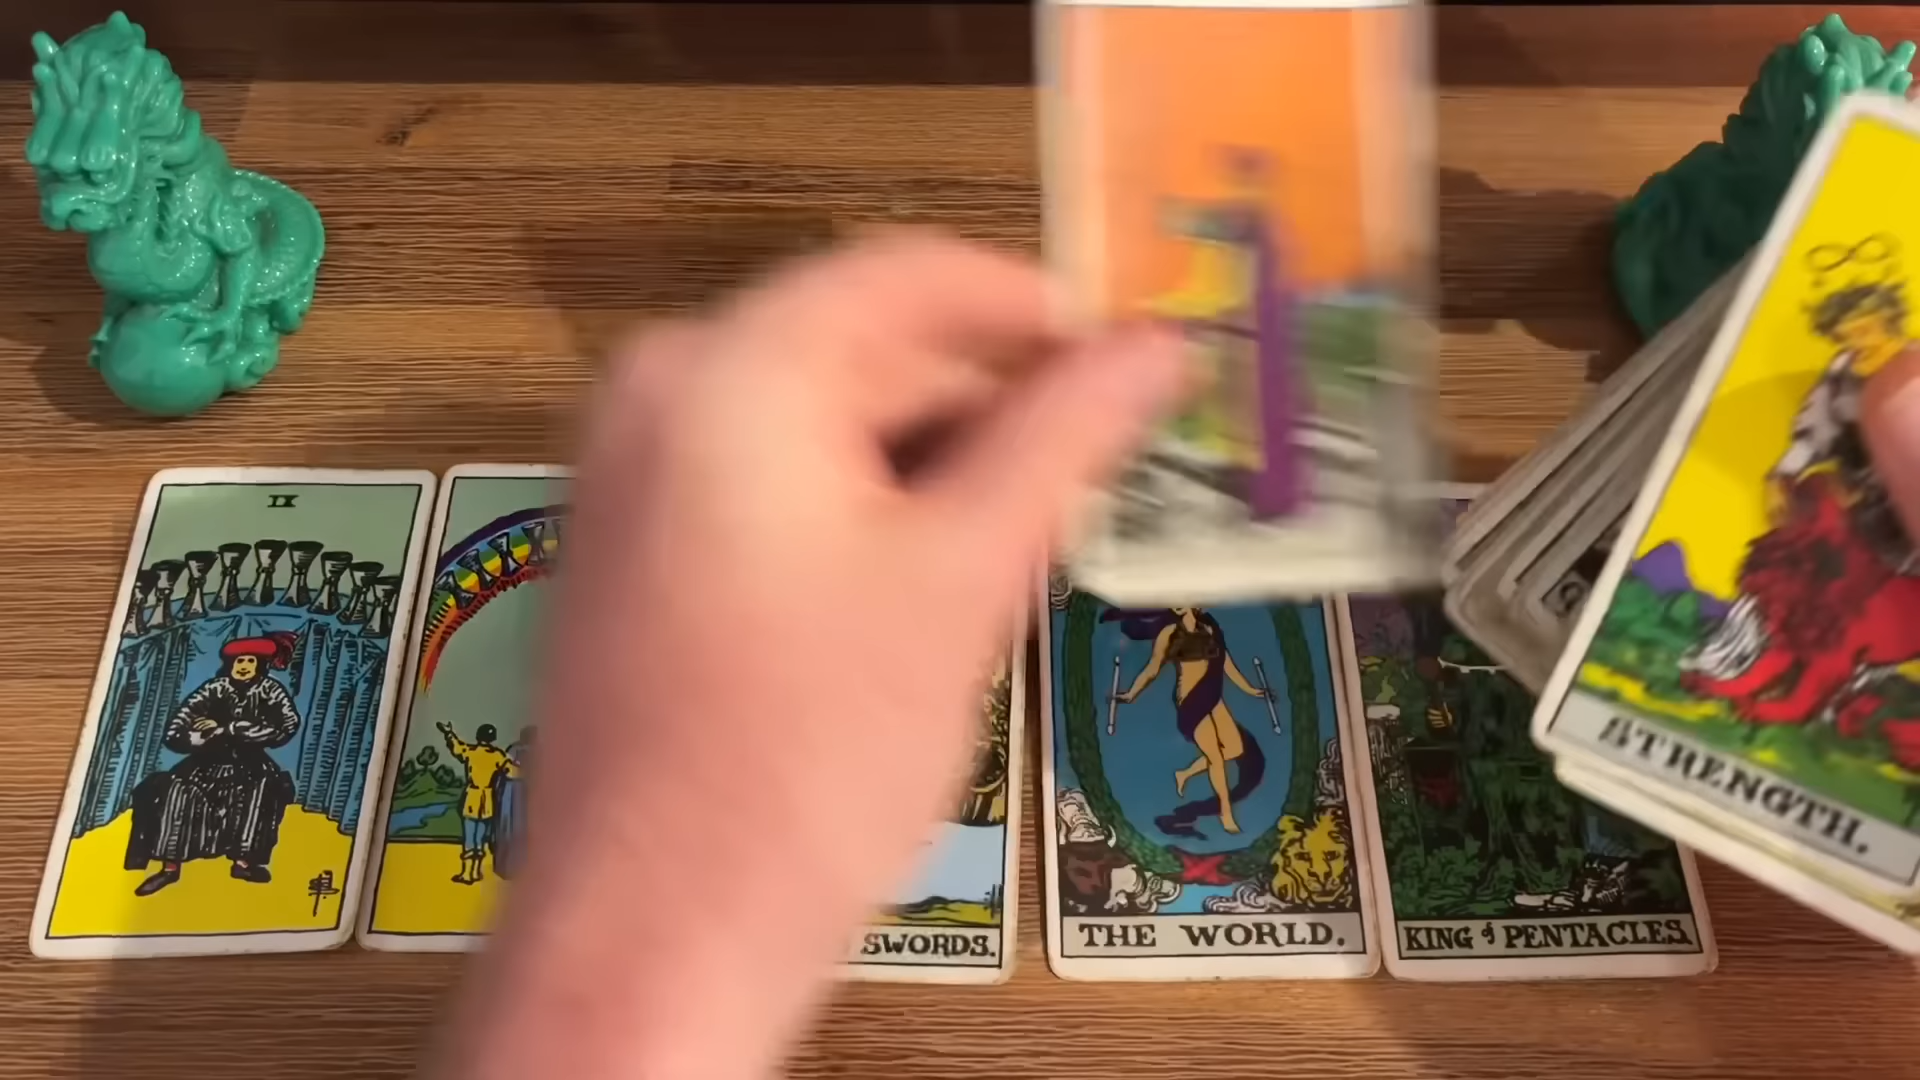 IX
STRENGTH.
SWORDS.
THE WORLD.
KING of PENTACLES.